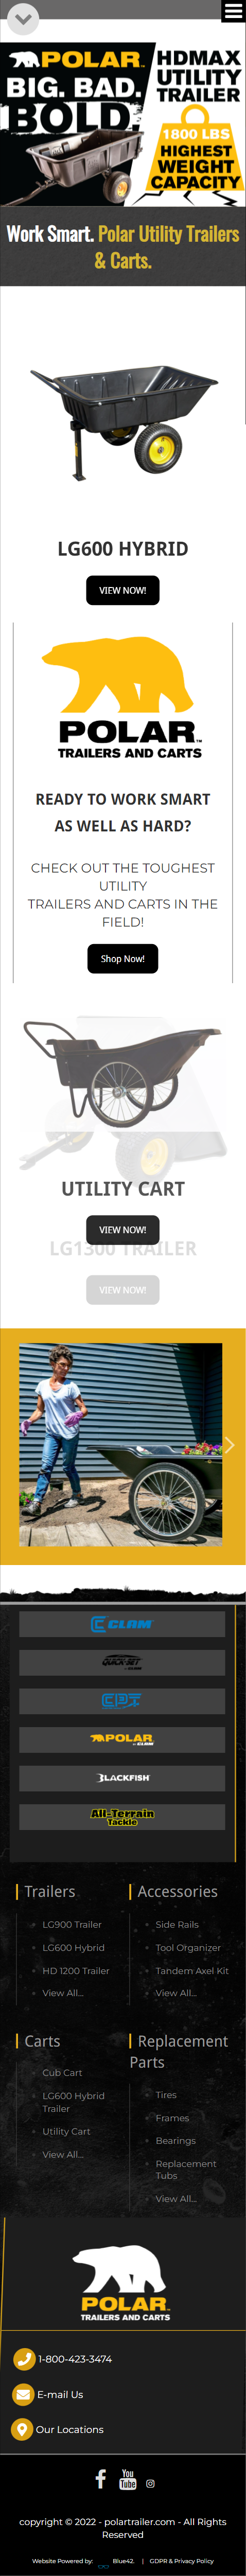 POLAR
BIG. BAD.
BOLD.
HDMAX
UTILITY
TRAILER
1800 LBS
HIGHEST
WEIGHT
CAPACITY
Work Smart. Polar Utility Trailers
& Carts.
LG600 HYBRID
VIEW NOW!
POLAR
TRAILERS AND CARTS
READY TO WORK SMART
AS WELL AS HARD?
CHECK OUT THE TOUGHEST
UTILITY
TRAILERS AND CARTS IN THE
FIELD!
Shop Now!
UTILITY CART
VIEW NOW!
LG1300 TRAILER
VIEW NOW!
CLAM
QUICK-SET
BY CLAM
CPT
POLAR
BY CLAM
BLACKFISH
All-Terrain
Tackle
Trailers
LG900 Trailer
LG600 Hybrid
HD 1200 Trailer
View All...
Accessories
Side Rails
Tool Organizer
Tandem Axel Kit
View All...
Carts
Cub Cart
LG600 Hybrid
Trailer
Utility Cart
View All...
Replacement
Parts
Tires
Frames
Bearings
Replacement
Tubs
View All...
POLAR
TRAILERS AND CARTS
1-800-423-3474
E-mail Us
Our Locations
You
Tube
copyright © 2022 - polartrailer.com - All Rights
Reserved
Website Powered by: Blue42. | GDPR & Privacy Policy